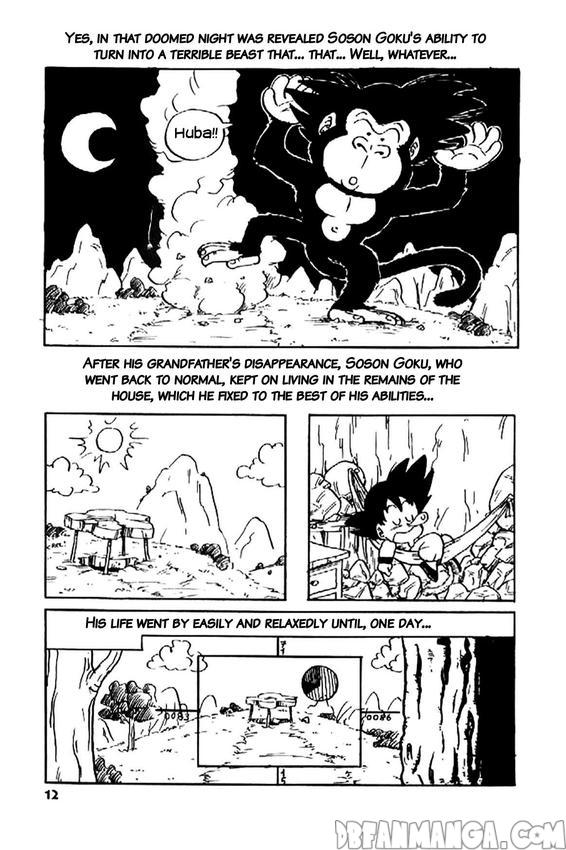 Yes, in that doomed night was revealed Soson Goku's ability to
turn into a terrible beast that... that... Well, whatever...
Huba!!
After his grandfather's disappearance, Soson Goku, who
went back to normal, kept on living in the remains of the
house, which he fixed to the best of his abilities...
His life went by easily and relaxedly until, one day...
0083
0086
12
DBFANMANGA.COM